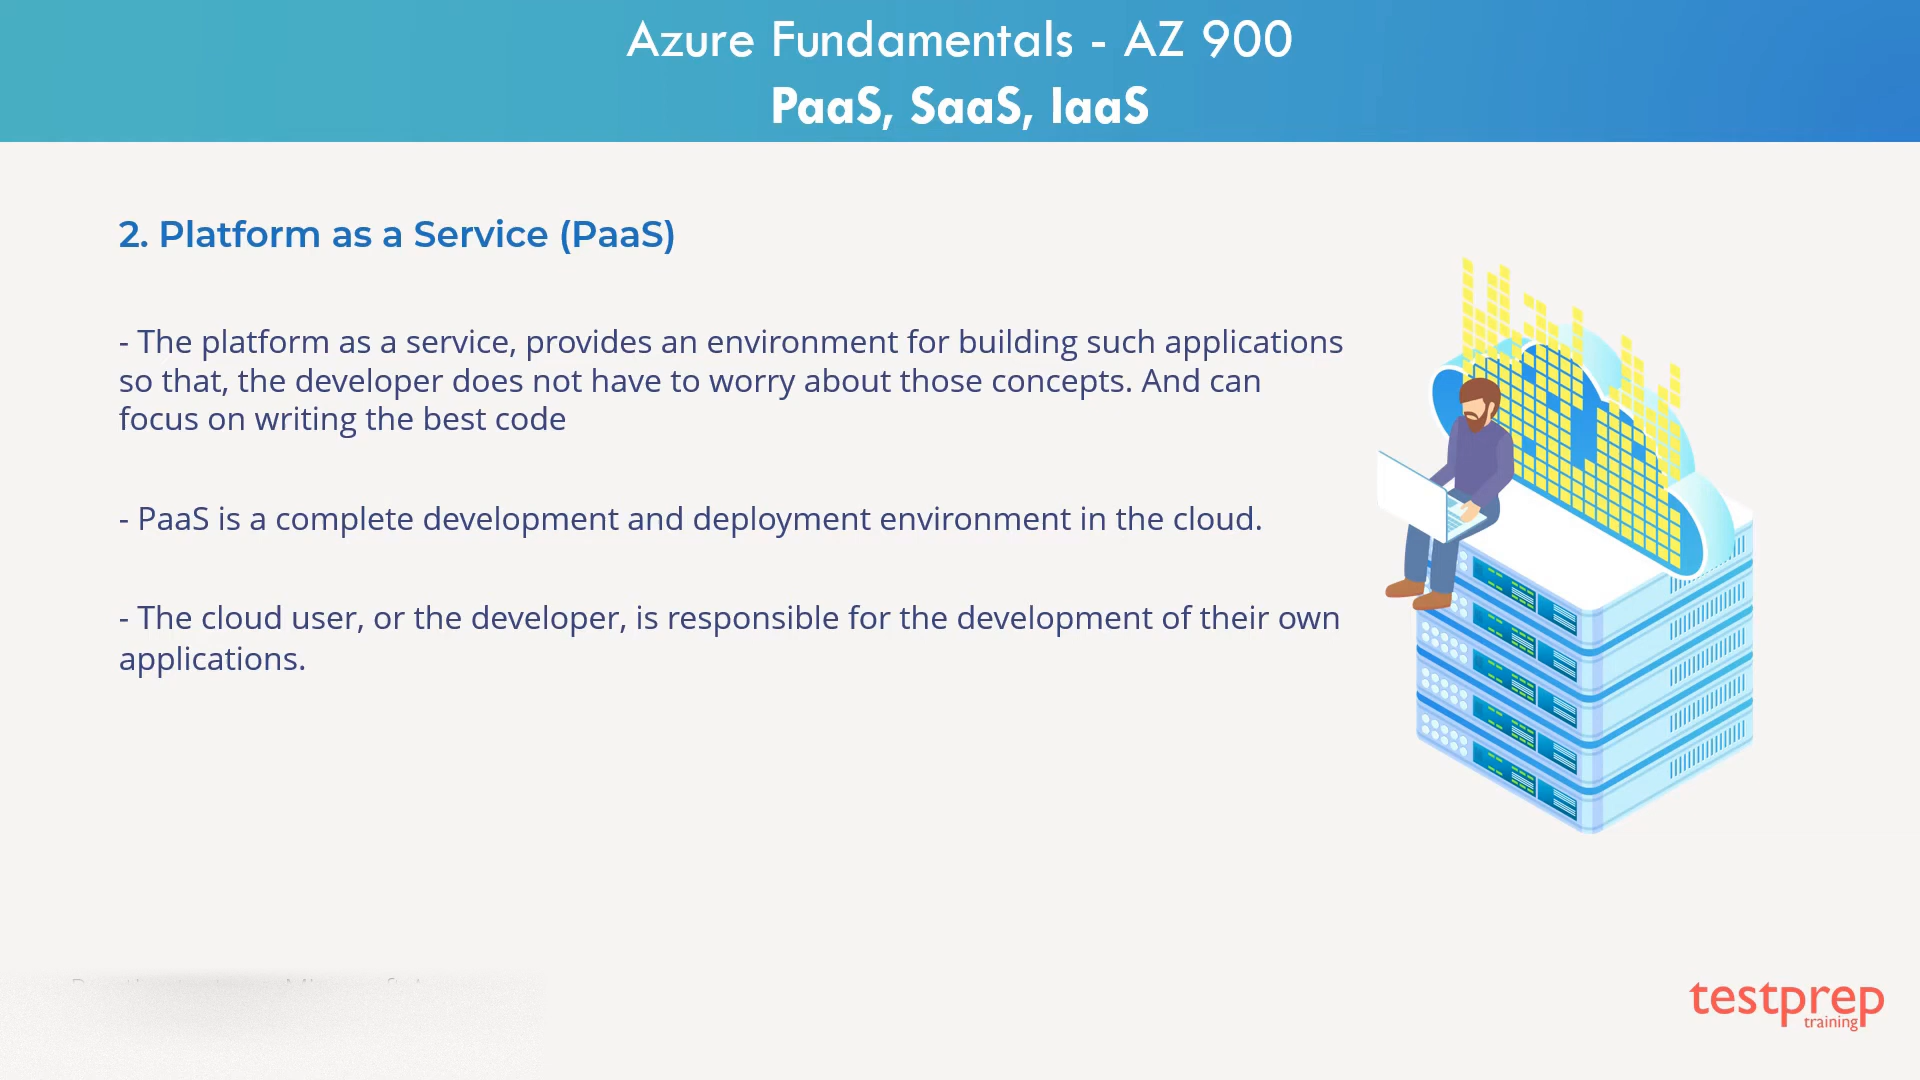 Azure Fundamentals - AZ 900
PaaS, SaaS, IaaS
2. Platform as a Service (PaaS)
- The platform as a service, provides an environment for building such applications
so that, the developer does not have to worry about those concepts. And can
focus on writing the best code
- PaaS is a complete development and deployment environment in the cloud.
- The cloud user, or the developer, is responsible for the development of their own
applications.
testprep
training